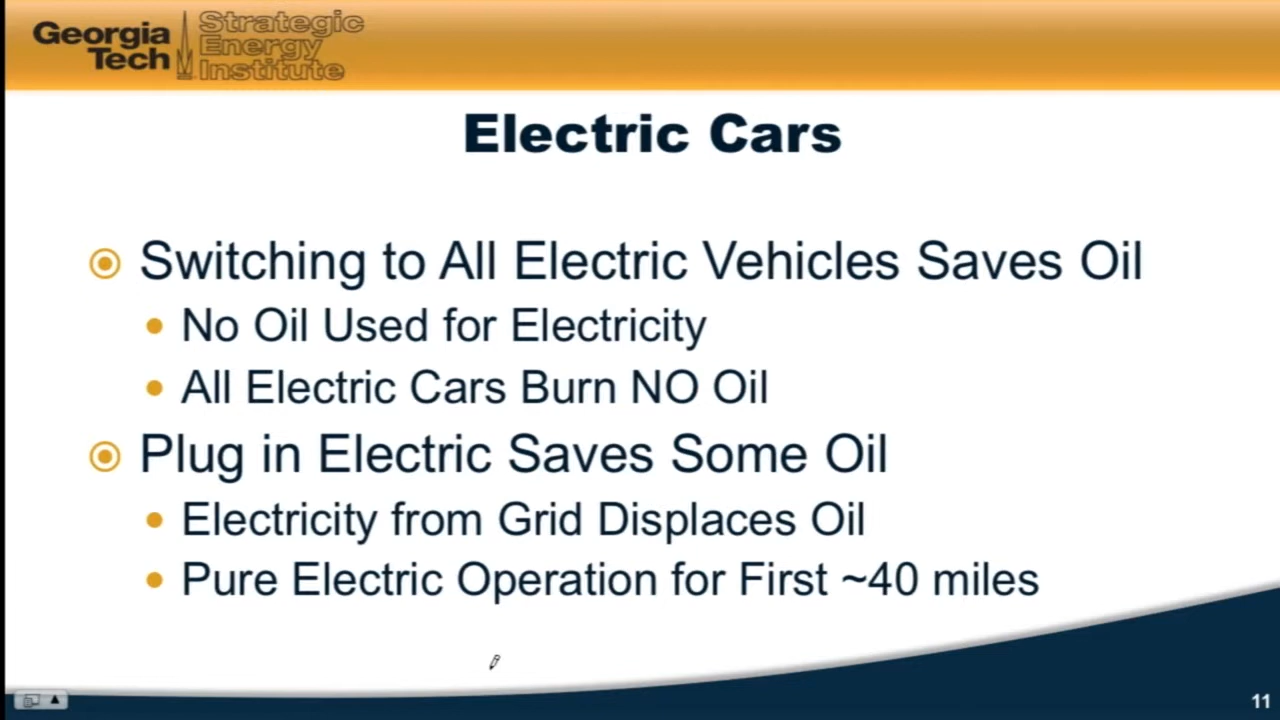 Georgia
Tech
Strategic
Energy
Institute
Electric Cars
Switching to All Electric Vehicles Saves Oil
No Oil Used for Electricity
All Electric Cars Burn NO Oil
Plug in Electric Saves Some Oil
Electricity from Grid Displaces Oil
Pure Electric Operation for First ~40 miles
11